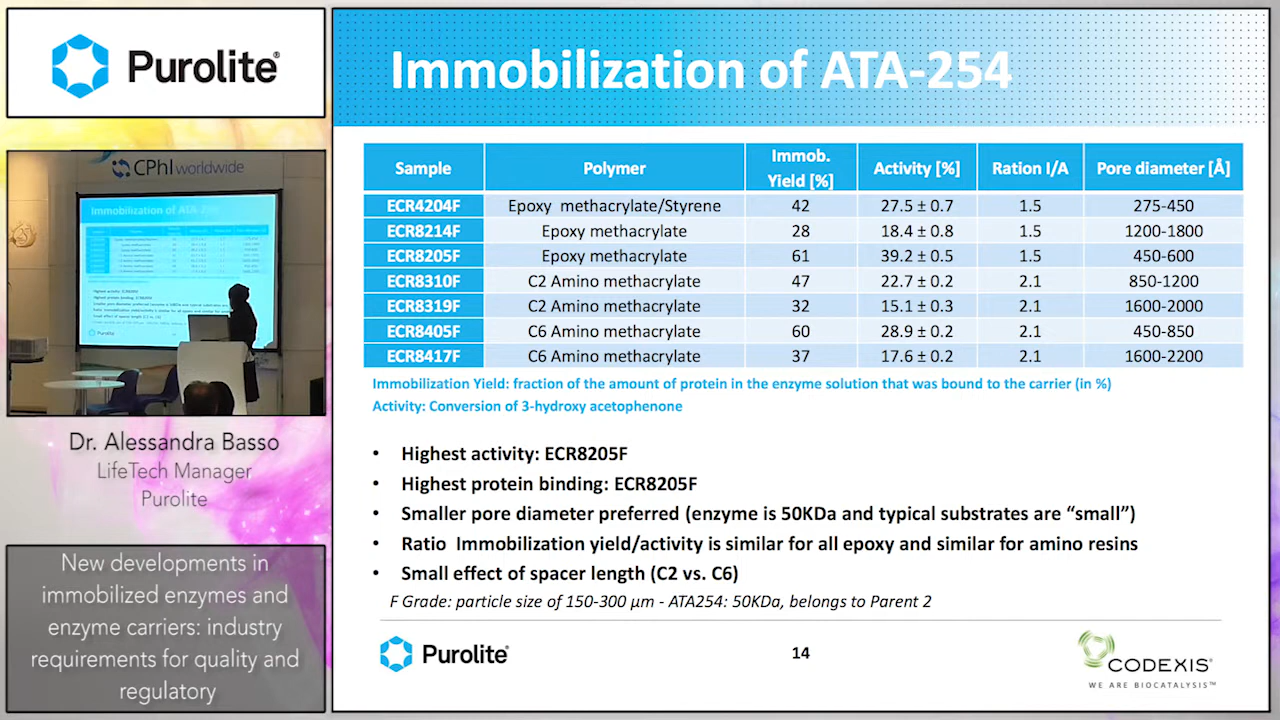 Purolite®
Immobilization of ATA-254
CPhI worldwide
Immobilization of ATA-254
Sample Polymer Immob. Yield [%] Activity [%] Ration I/A Pore diameter [Å]
ECR4204F Epoxy methacrylate/Styrene 42 27.5 ± 0.7 1.5 275-450
ECR8214F Epoxy methacrylate 28 18.4 ± 0.8 1.5 1200-1800
ECR8205F Epoxy methacrylate 61 39.2 ± 0.5 1.5 450-600
ECR8310F C2 Amino methacrylate 47 22.7 ± 0.2 2.1 850-1200
ECR8319F C2 Amino methacrylate 32 15.1 ± 0.3 2.1 1600-2000
ECR8405F C6 Amino methacrylate 60 28.9 ± 0.2 2.1 450-850
ECR8417F C6 Amino methacrylate 37 17.6 ± 0.2 2.1 1600-2200
Immobilization Yield: fraction of the amount of protein in the enzyme solution that was bound to the carrier (in %)
Activity: Conversion of 3-hydroxy acetophenone
• Highest activity: ECR8205F
• Highest protein binding: ECR8205F
• Smaller pore diameter preferred (enzyme is 50KDa and typical substrates are “small”)
• Ratio Immobilization yield/activity is similar for all epoxy and similar for amino resins
• Small effect of spacer length (C2 vs. C6)
F Grade: particle size of 150-300 µm - ATA254: 50KDa, belongs to Parent 2
Purolite®
14
CODEXIS®
WE ARE BIOCATALYSIS™
Dr. Alessandra Basso
LifeTech Manager
Purolite
New developments in
immobilized enzymes and
enzyme carriers: industry
requirements for quality and
regulatory